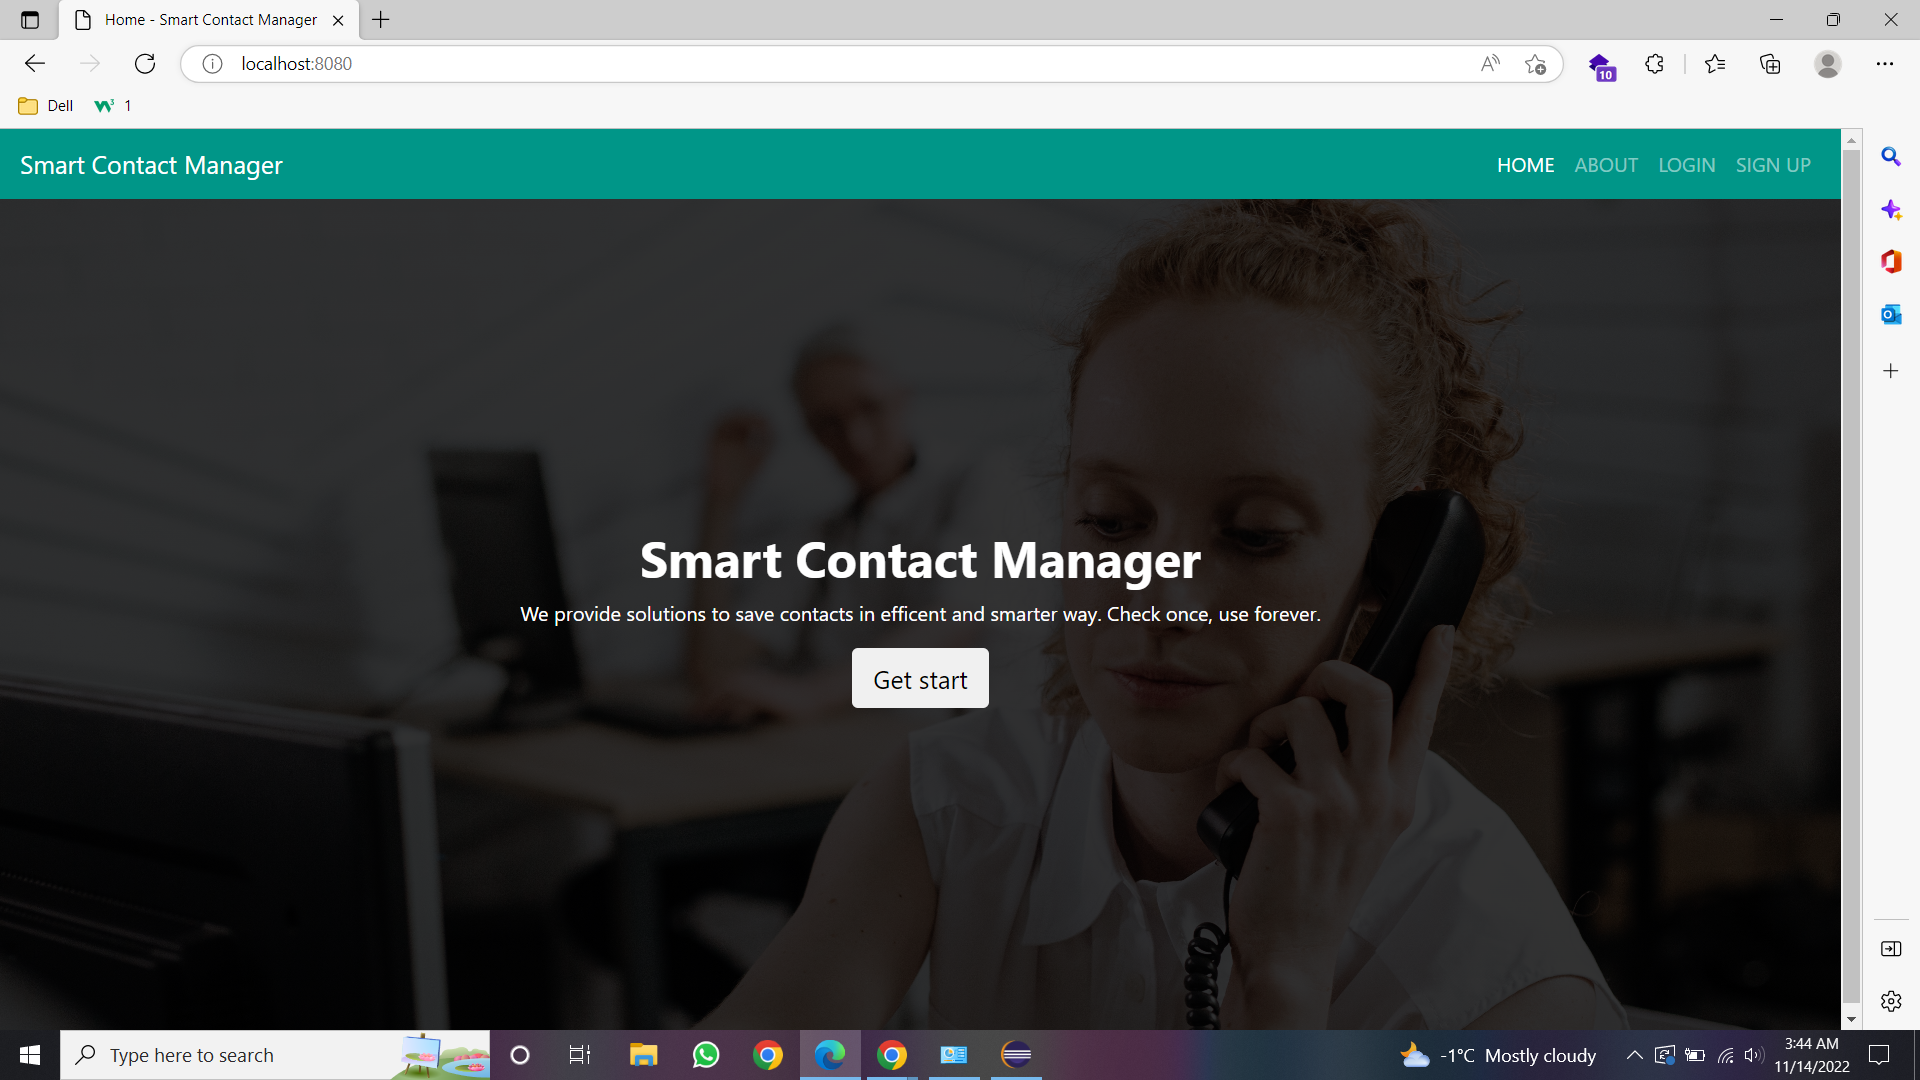 Home - Smart Contact Manager
localhost:8080
10
Dell 1
Smart Contact Manager HOME ABOUT LOGIN SIGN UP
Smart Contact Manager
We provide solutions to save contacts in efficent and smarter way. Check once, use forever.
Get start
Type here to search
-1°C Mostly cloudy
3:44 AM
11/14/2022